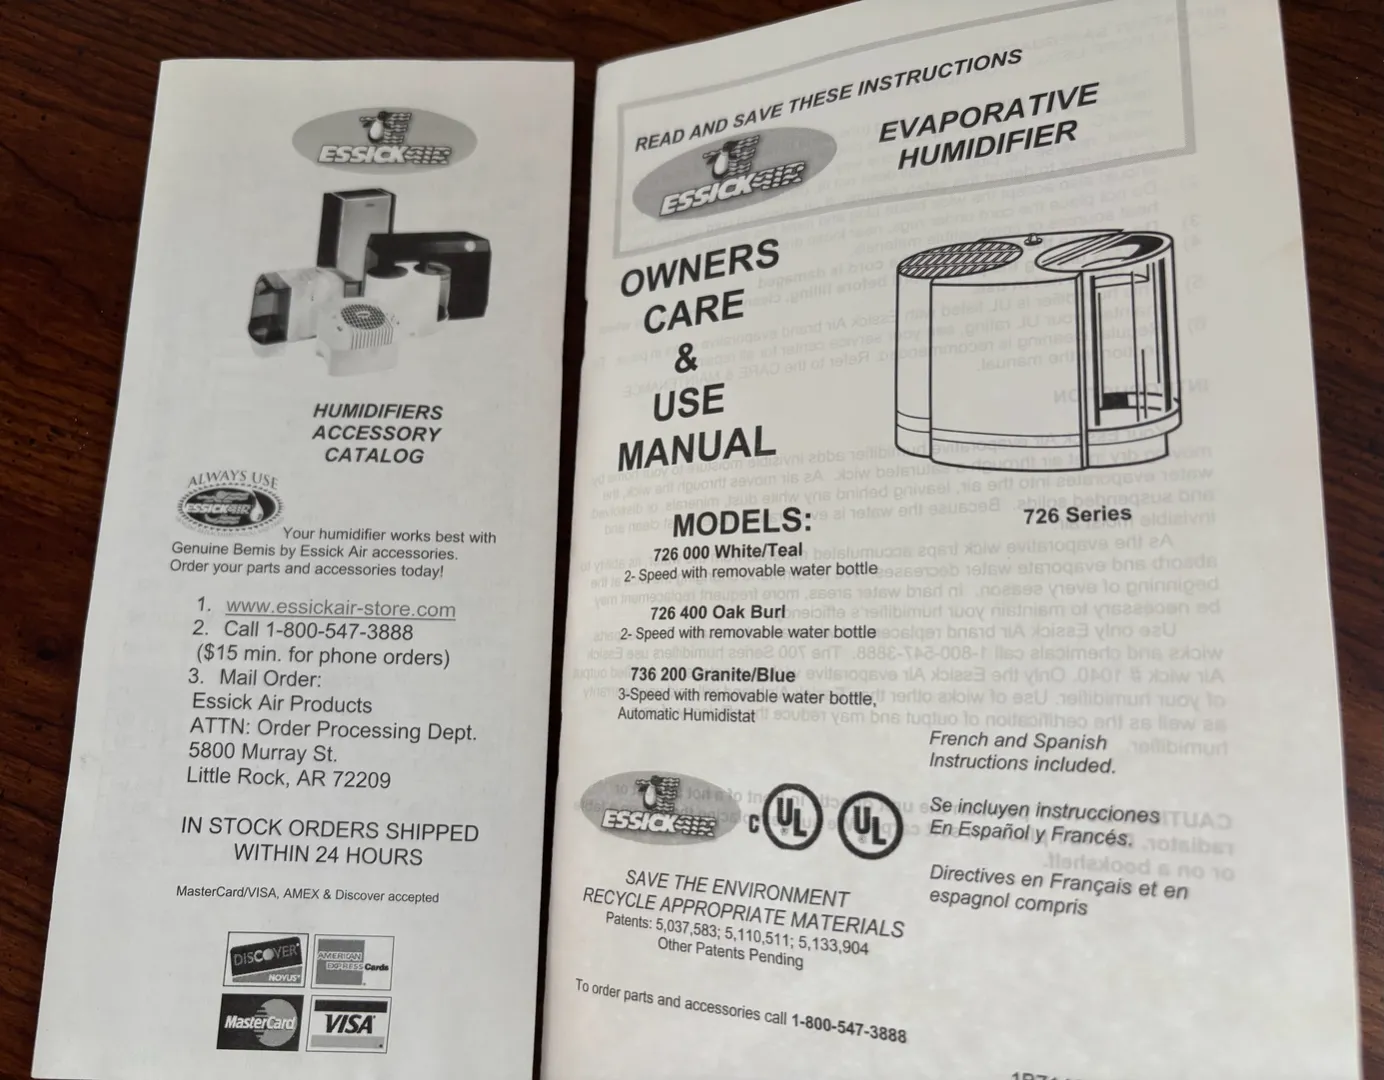 ESSICK AIR
HUMIDIFIERS
ACCESSORY
CATALOG
ALWAYS USE
ESSICK AIR
Your humidifier works best with
Genuine Bemis by Essick Air accessories.
Order your parts and accessories today!
1. www.essickair-store.com
2. Call 1-800-547-3888
($15 min. for phone orders)
3. Mail Order:
Essick Air Products
ATTN: Order Processing Dept.
5800 Murray St.
Little Rock, AR 72209
IN STOCK ORDERS SHIPPED
WITHIN 24 HOURS
MasterCard/VISA, AMEX & Discover accepted
DISCOVER
NOVUS
AMERICAN
EXPRESS Cards
MasterCard
VISA
READ AND SAVE THESE INSTRUCTIONS
ESSICK AIR
EVAPORATIVE
HUMIDIFIER
OWNERS
CARE
&
USE
MANUAL
MODELS:
726 000 White/Teal
2- Speed with removable water bottle
726 400 Oak Burl
2- Speed with removable water bottle
736 200 Granite/Blue
3-Speed with removable water bottle,
Automatic Humidistat
726 Series
French and Spanish
Instructions included.
Se incluyen instrucciones
En Español y Francés.
Directives en Français et en
espagnol compris
ESSICK AIR
C UL ® UL ®
SAVE THE ENVIRONMENT
RECYCLE APPROPRIATE MATERIALS
Patents: 5,037,583; 5,110,511; 5,133,904
Other Patents Pending
To order parts and accessories call 1-800-547-3888